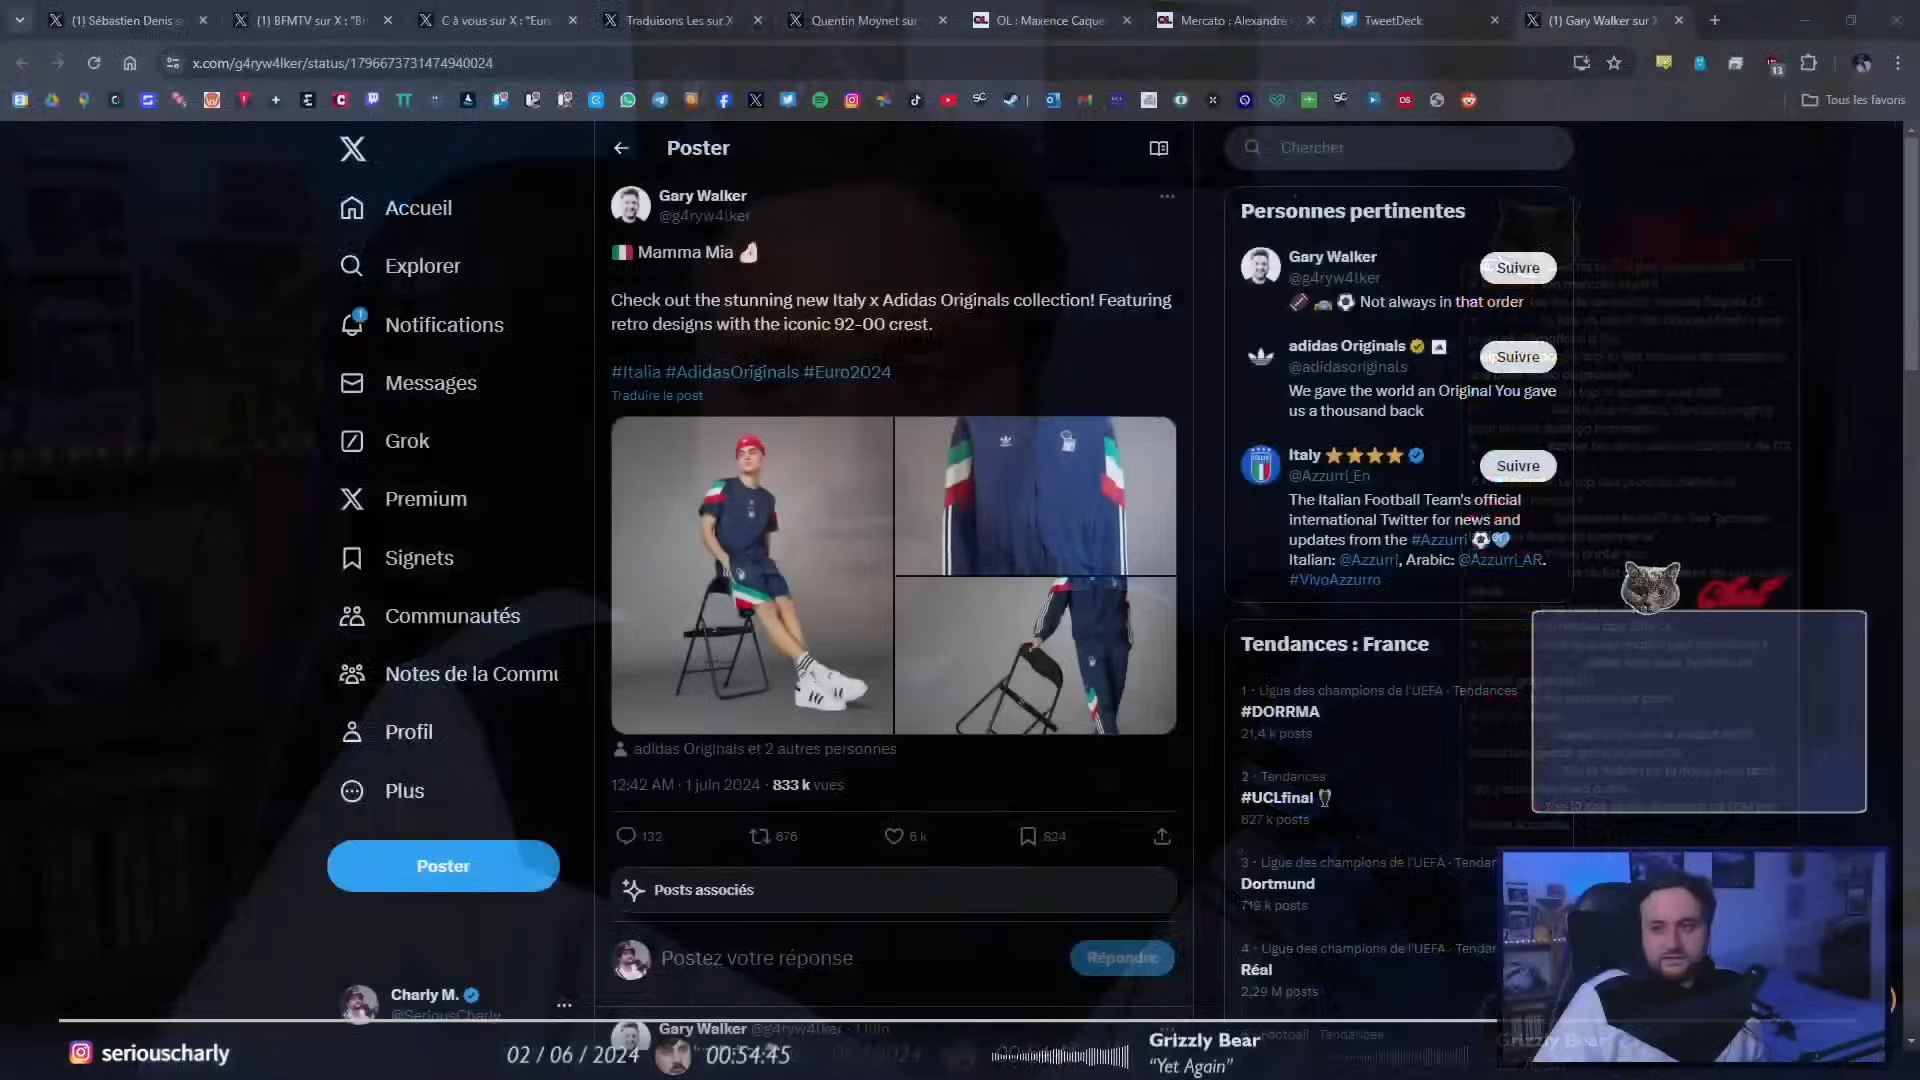 (1) Sébastien Denis s
(1) BFMTV sur X : "B
C à vous sur X : "Eur
Traduisons Les sur X
Quentin Moynet sur
OL : Maxence Caque
Mercato : Alexandre
TweetDeck
(1) Gary Walker sur X
x.com/g4ryw4lker/status/1796673731474940024
13
Tous les favoris
Accueil
Explorer
Notifications
Messages
Grok
Premium
Signets
Communautés
Notes de la Commu
Profil
Plus
Poster
Charly M.
@SeriousCharly
Poster
Gary Walker
@g4ryw4lker
Mamma Mia
Check out the stunning new Italy x Adidas Originals collection! Featuring
retro designs with the iconic 92-00 crest.
#Italia #AdidasOriginals #Euro2024
Traduire le post
adidas Originals et 2 autres personnes
12:42 AM · 1 juin 2024 · 833 k vues
132
676
6 k
824
Posts associés
Postez votre réponse
Répondre
Gary Walker @g4ryw4lker · 1 juin
Chercher
Personnes pertinentes
Gary Walker
@g4ryw4lker
Suivre
Not always in that order
adidas Originals
@adidasoriginals
Suivre
We gave the world an Original You gave
us a thousand back
Italy
@Azzurri_En
Suivre
The Italian Football Team's official
international Twitter for news and
updates from the #Azzurri
Italian: @Azzurri, Arabic: @Azzurri_AR.
#VivoAzzurro
Tendances : France
1 · Ligue des champions de l'UEFA · Tendances
#DORRMA
21,4 k posts
2 · Tendances
#UCLfinal
627 k posts
3 · Ligue des champions de l'UEFA · Tendar
Dortmund
719 k posts
4 · Ligue des champions de l'UEFA · Tendar
Réal
2,29 M posts
Football · Tendances
Chat
seriouscharly
02 / 06 / 2024
00:54:45
Grizzly Bear
"Yet Again"